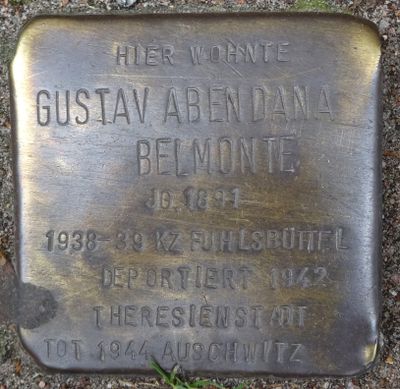 HIER WOHNTE
GUSTAV ABENDANA
BELMONTE
JG. 1891
1938-39 KZ FUHLSBÜTTEL
DEPORTIERT 1942
THERESIENSTADT
TOT 1944 AUSCHWITZ